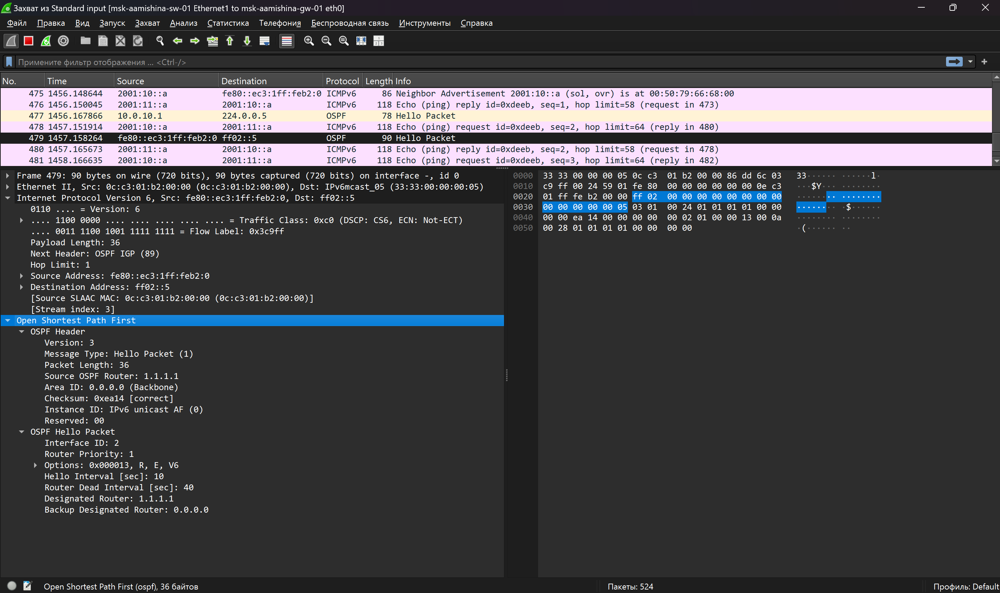 Захват из Standard input [msk-aamishina-sw-01 Ethernet1 to msk-aamishina-gw-01 eth0]
Файл Правка Вид Запуск Захват Анализ Статистика Телефония Беспроводная связь Инструменты Справка
Примените фильтр отображения ... <Ctrl-/>
No. Time Source Destination Protocol Length Info
475 1456.148644 2001:10::a fe80::ec3:1ff:feb2:0 ICMPv6 86 Neighbor Advertisement 2001:10::a (sol, ovr) is at 00:50:79:66:68:00
476 1456.150045 2001:11::a 2001:10::a ICMPv6 118 Echo (ping) reply id=0xdeeb, seq=1, hop limit=58 (request in 473)
477 1456.167866 10.0.10.1 224.0.0.5 OSPF 78 Hello Packet
478 1457.151914 2001:10::a 2001:11::a ICMPv6 118 Echo (ping) request id=0xdeeb, seq=2, hop limit=64 (reply in 480)
479 1457.158264 fe80::ec3:1ff:feb2:0 ff02::5 OSPF 90 Hello Packet
480 1457.165673 2001:11::a 2001:10::a ICMPv6 118 Echo (ping) reply id=0xdeeb, seq=2, hop limit=58 (request in 478)
481 1458.166635 2001:10::a 2001:11::a ICMPv6 118 Echo (ping) request id=0xdeeb, seq=3, hop limit=64 (reply in 482)
Frame 479: 90 bytes on wire (720 bits), 90 bytes captured (720 bits) on interface -, id 0
Ethernet II, Src: 0c:c3:01:b2:00:00 (0c:c3:01:b2:00:00), Dst: IPv6mcast_05 (33:33:00:00:00:05)
Internet Protocol Version 6, Src: fe80::ec3:1ff:feb2:0, Dst: ff02::5
0110 .... = Version: 6
.... 1100 0000 .... .... .... .... .... = Traffic Class: 0xc0 (DSCP: CS6, ECN: Not-ECT)
.... 0011 1100 1001 1111 1111 = Flow Label: 0x3c9ff
Payload Length: 36
Next Header: OSPF IGP (89)
Hop Limit: 1
Source Address: fe80::ec3:1ff:feb2:0
Destination Address: ff02::5
[Source SLAAC MAC: 0c:c3:01:b2:00:00 (0c:c3:01:b2:00:00)]
[Stream index: 3]
Open Shortest Path First
OSPF Header
Version: 3
Message Type: Hello Packet (1)
Packet Length: 36
Source OSPF Router: 1.1.1.1
Area ID: 0.0.0.0 (Backbone)
Checksum: 0xea14 [correct]
Instance ID: IPv6 unicast AF (0)
Reserved: 00
OSPF Hello Packet
Interface ID: 2
Router Priority: 1
Options: 0x000013, R, E, V6
Hello Interval [sec]: 10
Router Dead Interval [sec]: 40
Designated Router: 1.1.1.1
Backup Designated Router: 0.0.0.0
0000 33 33 00 00 00 05 0c c3 01 b2 00 00 86 dd 6c 03 33······ ······l·
0010 c9 ff 00 24 59 01 fe 80 00 00 00 00 00 00 0e c3 ···$Y··· ········
0020 01 ff fe b2 00 00 ff 02 00 00 00 00 00 00 00 00 ········ ········
0030 00 00 00 00 00 05 03 01 00 24 01 01 01 01 00 00 ········ ·$······
0040 00 00 ea 14 00 00 00 00 00 02 01 00 00 13 00 0a ········ ········
0050 00 28 01 01 01 01 00 00 00 00 ·(······ ··
Open Shortest Path First (ospf), 36 байтов
Пакеты: 524
Профиль: Default